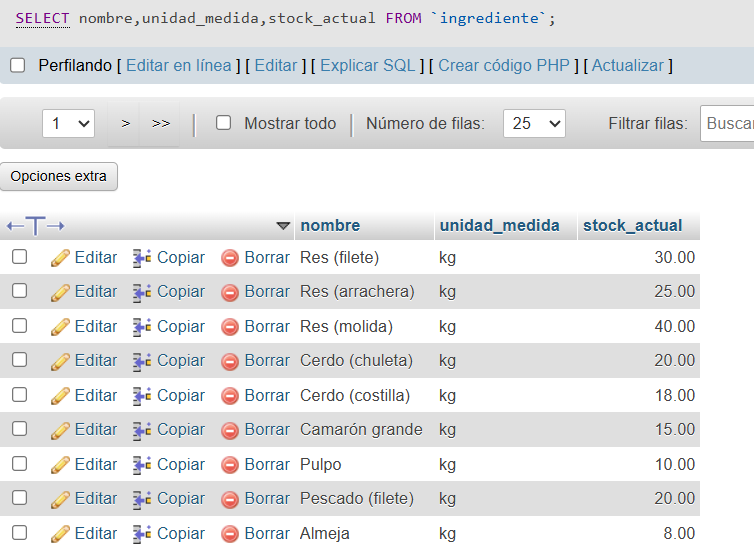 SELECT nombre,unidad_medida,stock_actual FROM `ingrediente`;
Perfilando [ Editar en línea ] [ Editar ] [ Explicar SQL ] [ Crear código PHP ] [ Actualizar ]
1 > >> | Mostrar todo | Número de filas: 25 Filtrar filas: Buscar
Opciones extra
←T→ nombre unidad_medida stock_actual
Editar Copiar Borrar Res (filete) kg 30.00
Editar Copiar Borrar Res (arrachera) kg 25.00
Editar Copiar Borrar Res (molida) kg 40.00
Editar Copiar Borrar Cerdo (chuleta) kg 20.00
Editar Copiar Borrar Cerdo (costilla) kg 18.00
Editar Copiar Borrar Camarón grande kg 15.00
Editar Copiar Borrar Pulpo kg 10.00
Editar Copiar Borrar Pescado (filete) kg 20.00
Editar Copiar Borrar Almeja kg 8.00